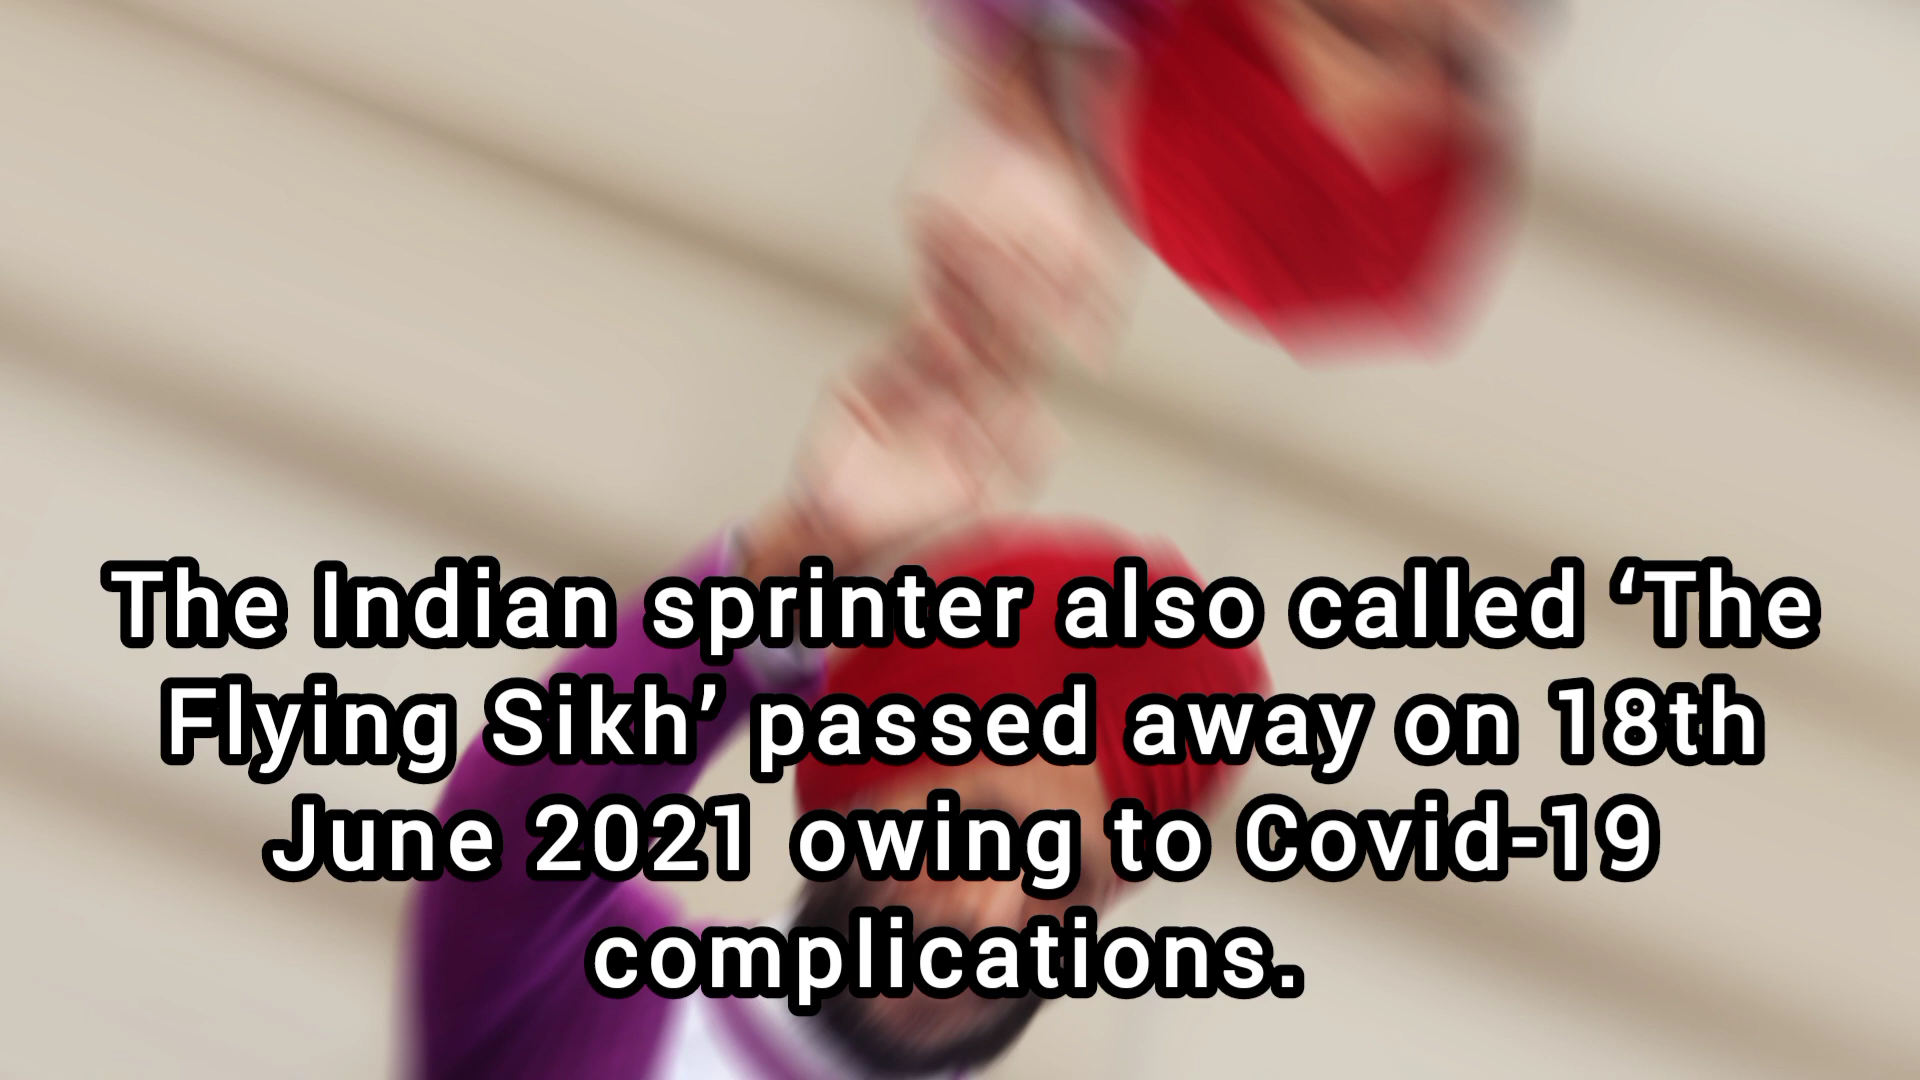 The Indian sprinter also called ‘The
Flying Sikh’ passed away on 18th
June 2021 owing to Covid-19
complications.